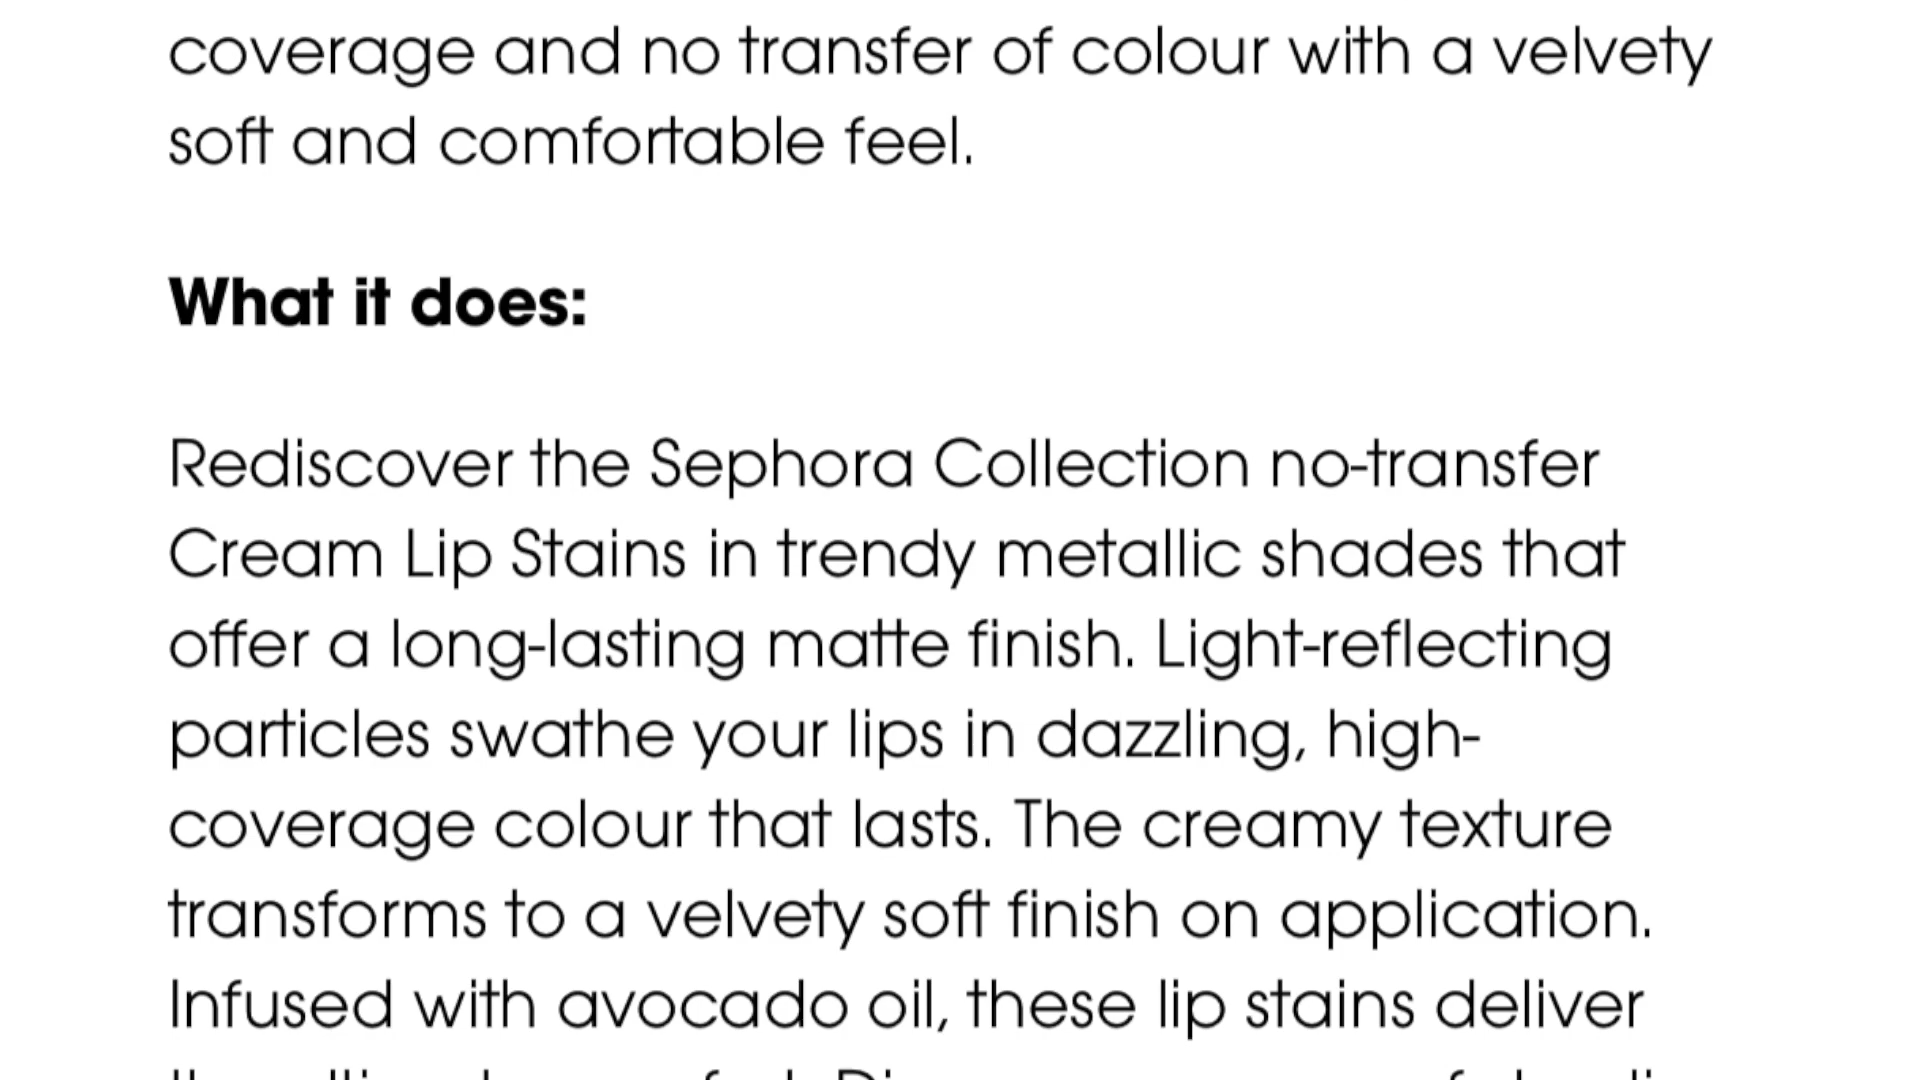 coverage and no transfer of colour with a velvety
soft and comfortable feel.
What it does:
Rediscover the Sephora Collection no-transfer
Cream Lip Stains in trendy metallic shades that
offer a long-lasting matte finish. Light-reflecting
particles swathe your lips in dazzling, high-
coverage colour that lasts. The creamy texture
transforms to a velvety soft finish on application.
Infused with avocado oil, these lip stains deliver